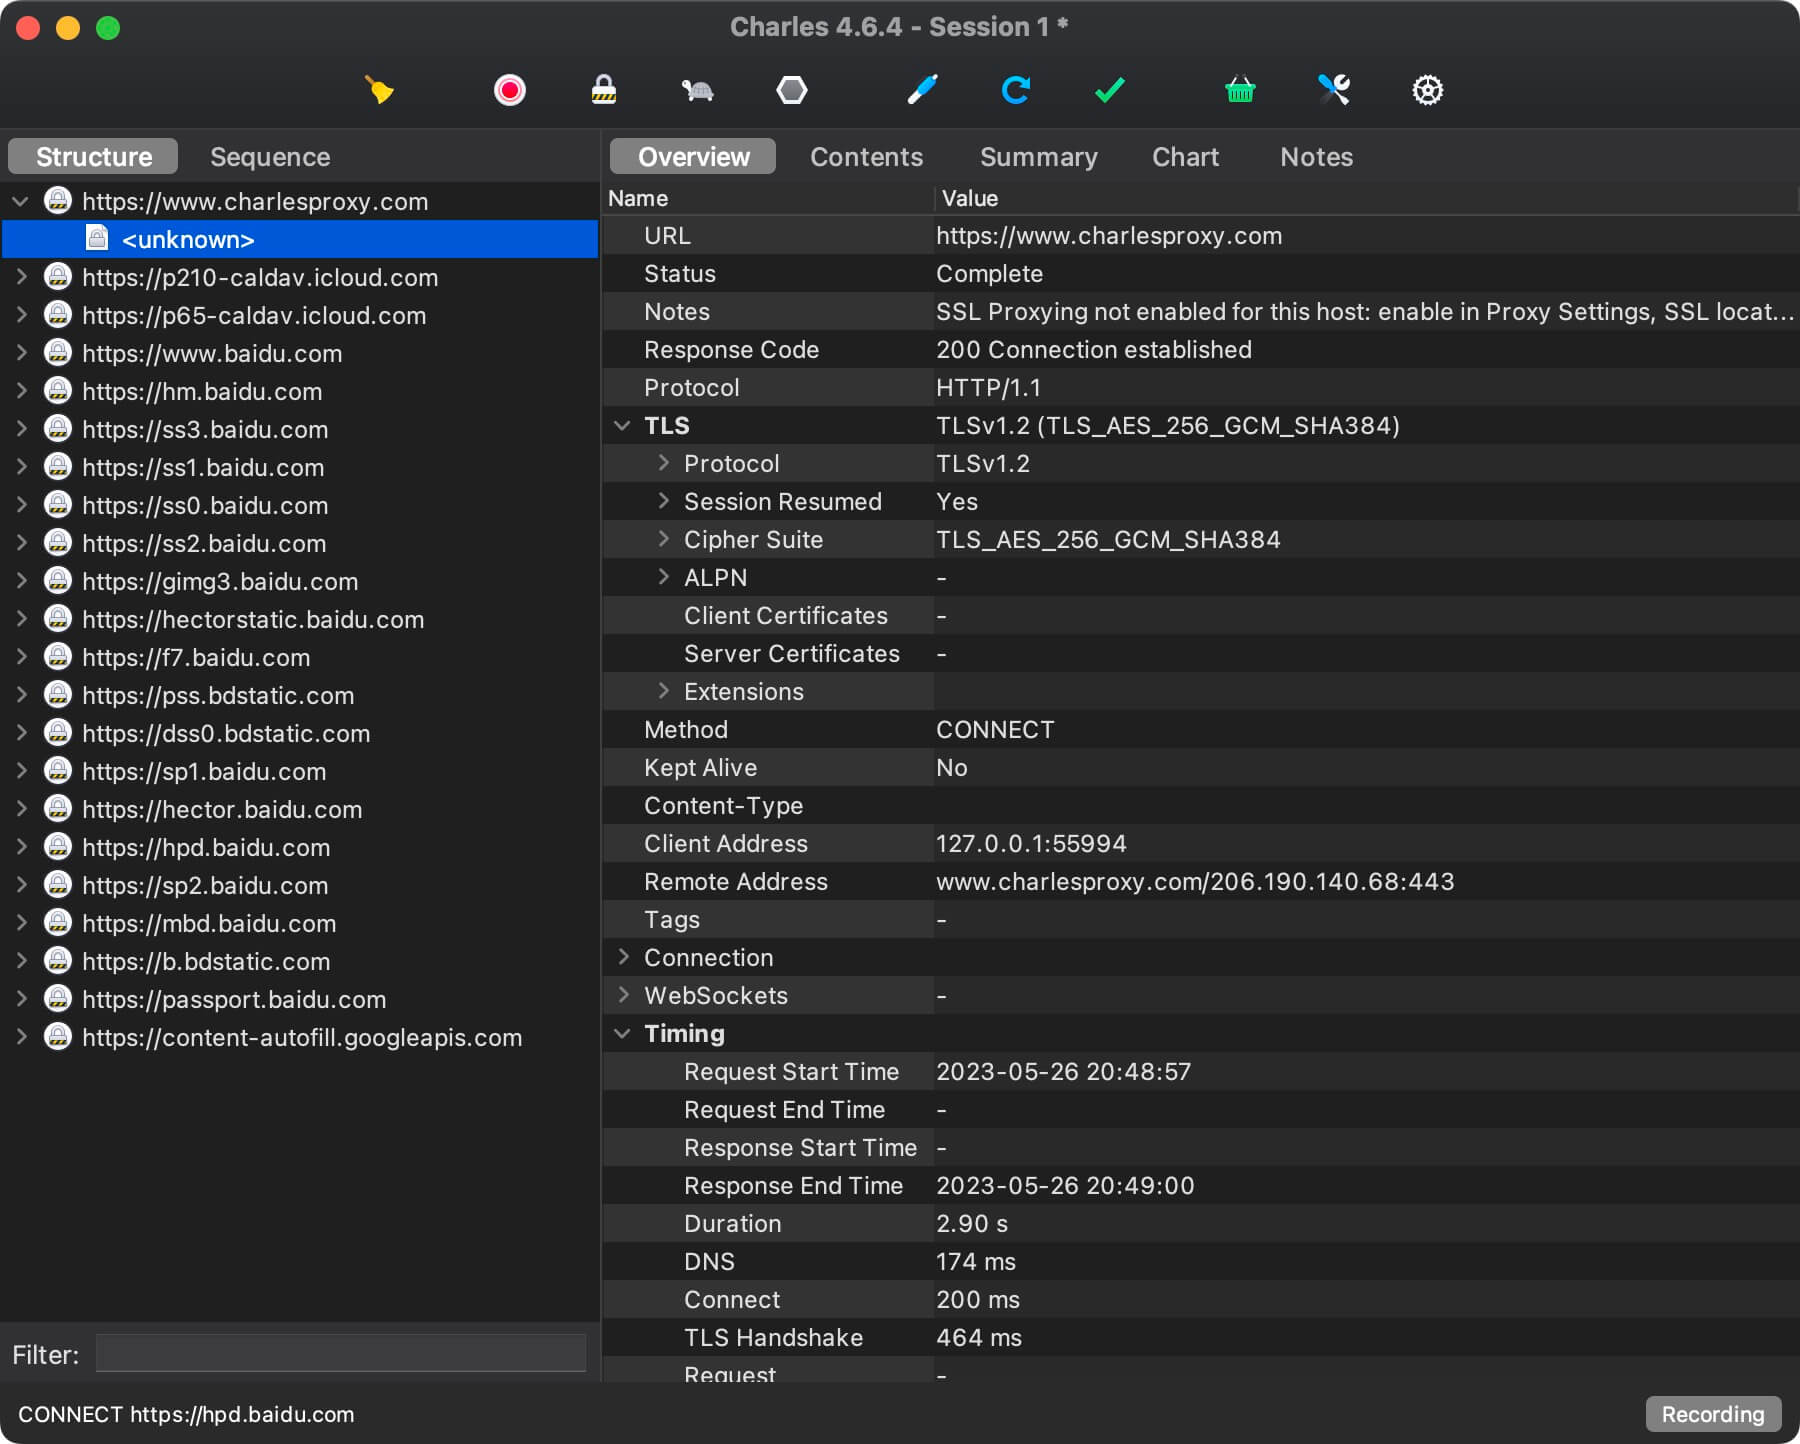 Charles 4.6.4 - Session 1 *
Structure
Sequence
Overview
Contents
Summary
Chart
Notes
https://www.charlesproxy.com
<unknown>
https://p210-caldav.icloud.com
https://p65-caldav.icloud.com
https://www.baidu.com
https://hm.baidu.com
https://ss3.baidu.com
https://ss1.baidu.com
https://ss0.baidu.com
https://ss2.baidu.com
https://gimg3.baidu.com
https://hectorstatic.baidu.com
https://f7.baidu.com
https://pss.bdstatic.com
https://dss0.bdstatic.com
https://sp1.baidu.com
https://hector.baidu.com
https://hpd.baidu.com
https://sp2.baidu.com
https://mbd.baidu.com
https://b.bdstatic.com
https://passport.baidu.com
https://content-autofill.googleapis.com
Filter:
Name Value
URL https://www.charlesproxy.com
Status Complete
Notes SSL Proxying not enabled for this host: enable in Proxy Settings, SSL locat...
Response Code 200 Connection established
Protocol HTTP/1.1
TLS TLSv1.2 (TLS_AES_256_GCM_SHA384)
Protocol TLSv1.2
Session Resumed Yes
Cipher Suite TLS_AES_256_GCM_SHA384
ALPN -
Client Certificates -
Server Certificates -
Extensions
Method CONNECT
Kept Alive No
Content-Type
Client Address 127.0.0.1:55994
Remote Address www.charlesproxy.com/206.190.140.68:443
Tags -
Connection
WebSockets -
Timing
Request Start Time 2023-05-26 20:48:57
Request End Time -
Response Start Time -
Response End Time 2023-05-26 20:49:00
Duration 2.90 s
DNS 174 ms
Connect 200 ms
TLS Handshake 464 ms
Request -
CONNECT https://hpd.baidu.com
Recording